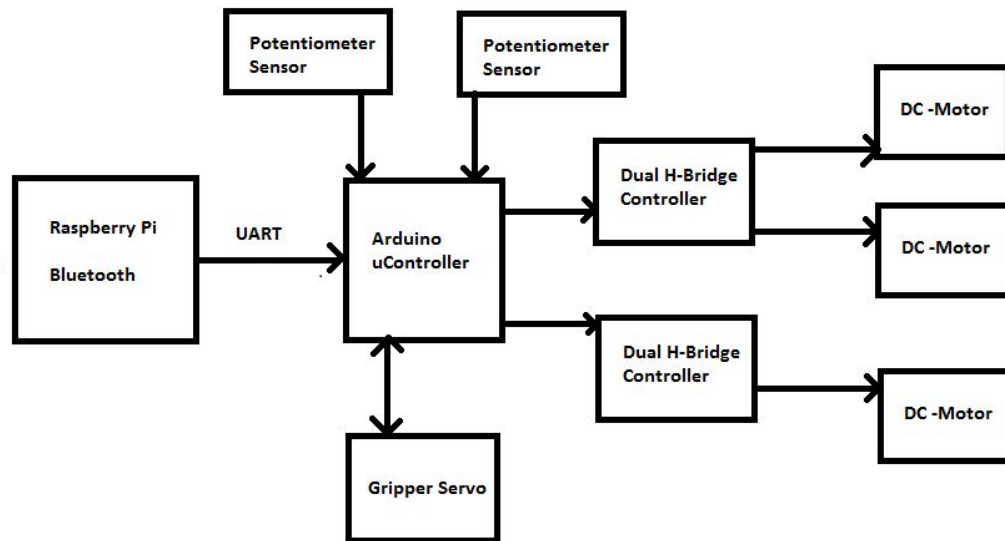 Potentiometer
Sensor
Potentiometer
Sensor
DC -Motor
Dual H-Bridge
Controller
Raspberry Pi
Bluetooth
UART
Arduino
uController
DC -Motor
Dual H-Bridge
Controller
DC -Motor
Gripper Servo